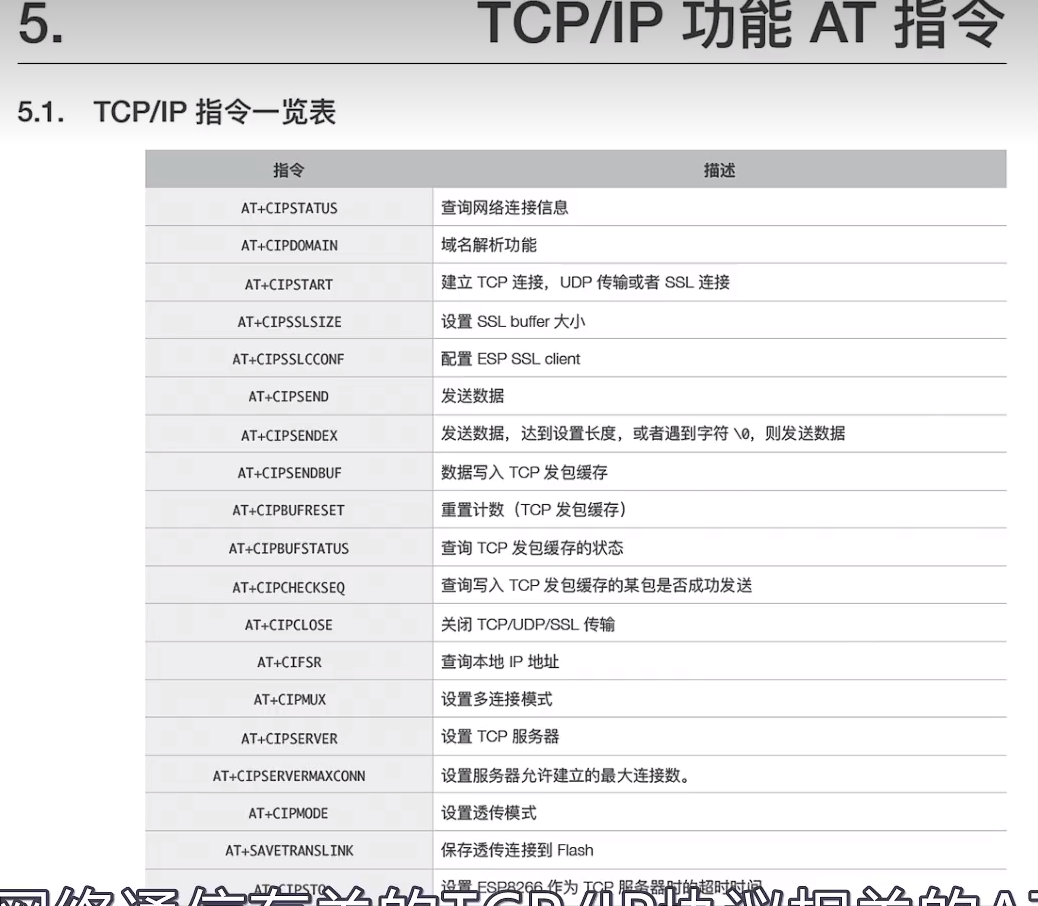 5. TCP/IP 功能 AT 指令
5.1. TCP/IP 指令一览表
指令 描述
AT+CIPSTATUS 查询网络连接信息
AT+CIPDOMAIN 域名解析功能
AT+CIPSTART 建立 TCP 连接，UDP 传输或者 SSL 连接
AT+CIPSSLSIZE 设置 SSL buffer 大小
AT+CIPSSLCCONF 配置 ESP SSL client
AT+CIPSEND 发送数据
AT+CIPSENDEX 发送数据，达到设置长度，或者遇到字符 \0，则发送数据
AT+CIPSENDBUF 数据写入 TCP 发包缓存
AT+CIPBUFRESET 重置计数（TCP 发包缓存）
AT+CIPBUFSTATUS 查询 TCP 发包缓存的状态
AT+CIPCHECKSEQ 查询写入 TCP 发包缓存的某包是否成功发送
AT+CIPCLOSE 关闭 TCP/UDP/SSL 传输
AT+CIFSR 查询本地 IP 地址
AT+CIPMUX 设置多连接模式
AT+CIPSERVER 设置 TCP 服务器
AT+CIPSERVERMAXCONN 设置服务器允许建立的最大连接数。
AT+CIPMODE 设置透传模式
AT+SAVETRANSLINK 保存透传连接到 Flash
AT+CIPSTO 设置 ESP8266 作为 TCP 服务器时的超时时间
网络通信有关的TCP/IP协议相关的AT